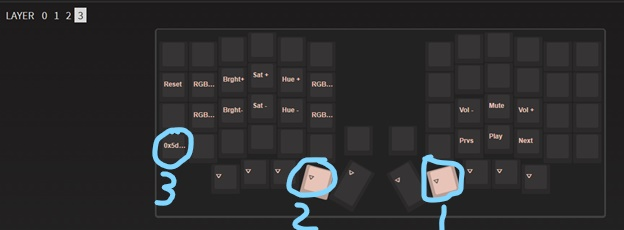 LAYER 0 1 2 3
Sat + Hue +
Reset RGB... Brght+ RGB...
RGB... Brght- Sat - Hue - RGB... Vol - Mute Vol +
0x5d... Prvs Play Next
▽ ▽ ▽ ▽ ▽ ▽ ▽ ▽ ▽ ▽
3 2 1